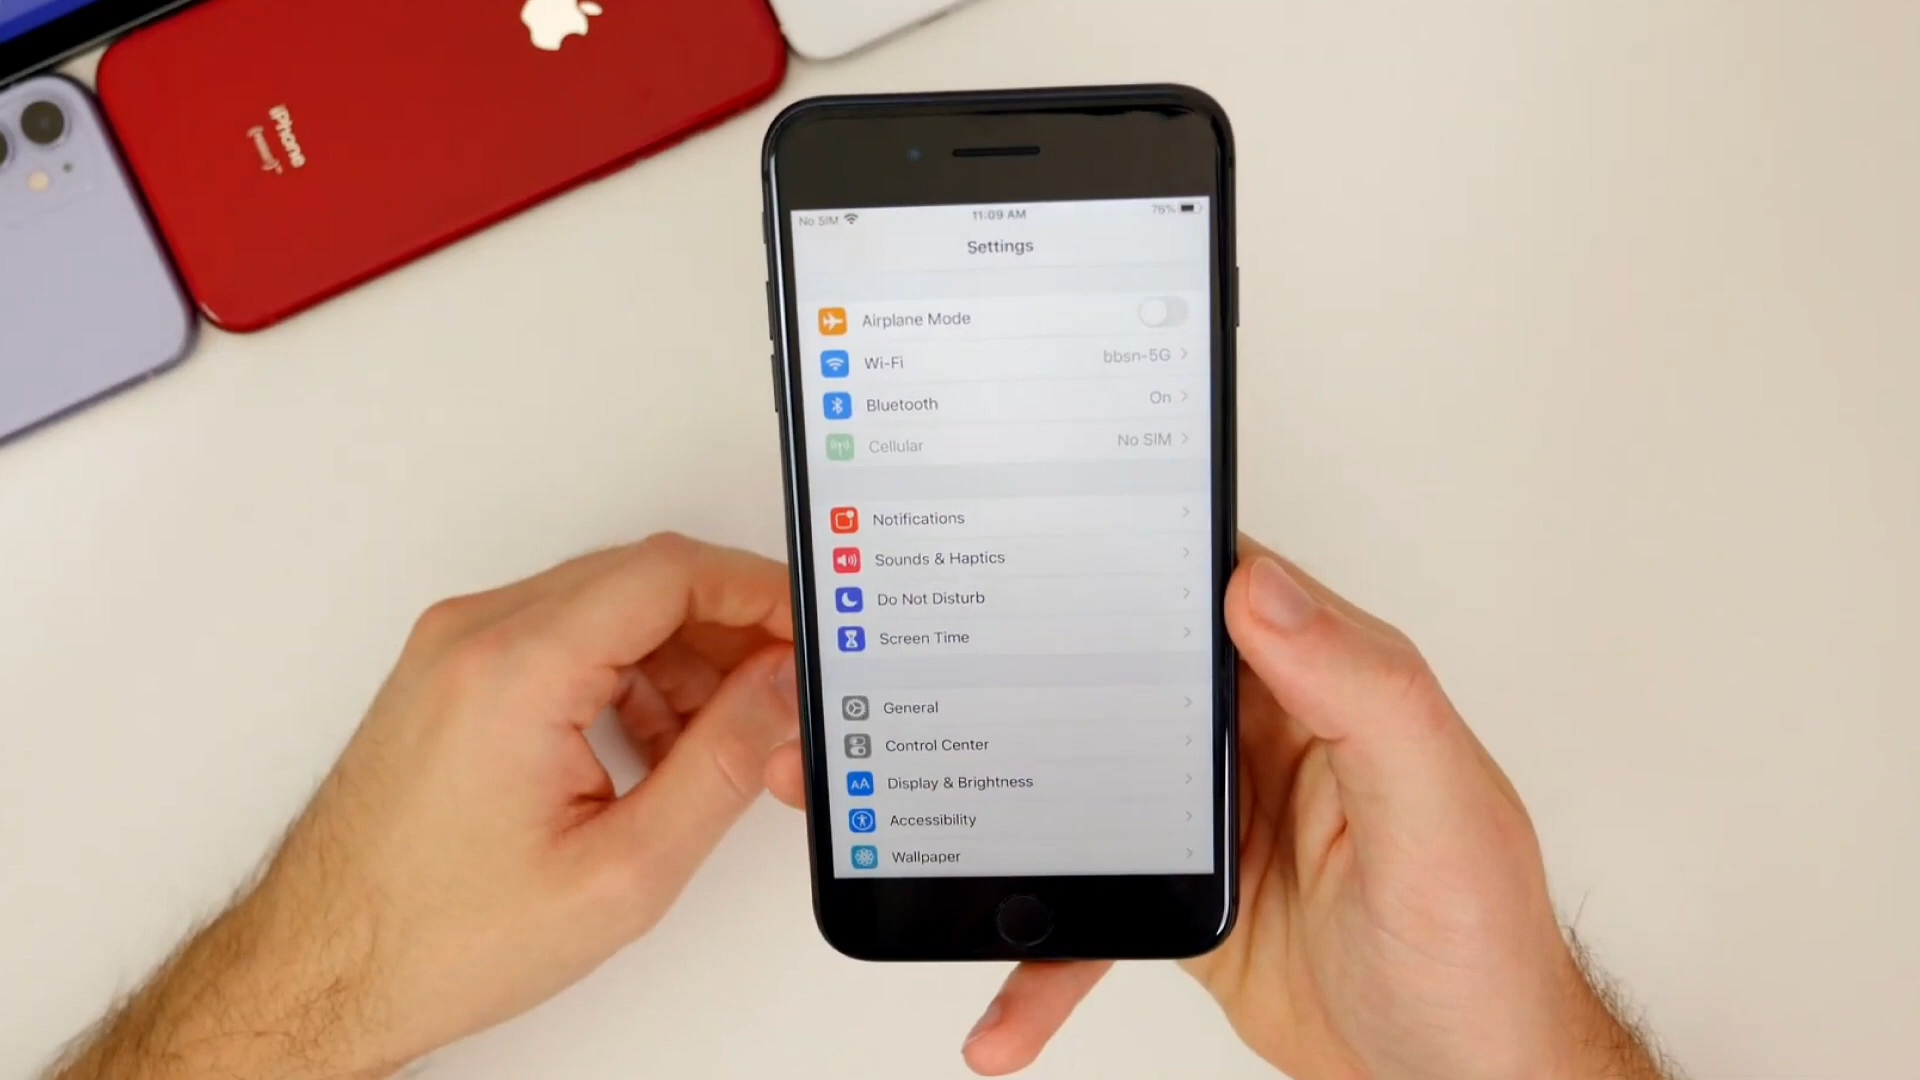 iPhone
No SIM 11:09 AM 76%
Settings
Airplane Mode
Wi-Fi bbsn-5G
Bluetooth On
Cellular No SIM
Notifications
Sounds & Haptics
Do Not Disturb
Screen Time
General
Control Center
AA Display & Brightness
Accessibility
Wallpaper